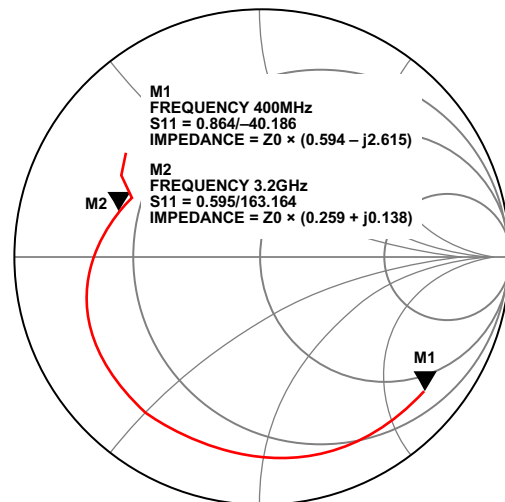 M1
FREQUENCY 400MHz
S11 = 0.864/–40.186
IMPEDANCE = Z0 × (0.594 – j2.615)
M2
FREQUENCY 3.2GHz
S11 = 0.595/163.164
IMPEDANCE = Z0 × (0.259 + j0.138)
M2
M1